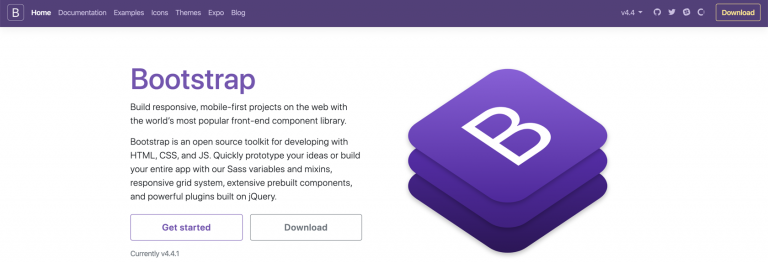 B Home Documentation Examples Icons Themes Expo Blog v4.4 Download
Bootstrap
Build responsive, mobile-first projects on the web with
the world's most popular front-end component library.
Bootstrap is an open source toolkit for developing with
HTML, CSS, and JS. Quickly prototype your ideas or build
your entire app with our Sass variables and mixins,
responsive grid system, extensive prebuilt components,
and powerful plugins built on jQuery.
Get started Download
Currently v4.4.1
B